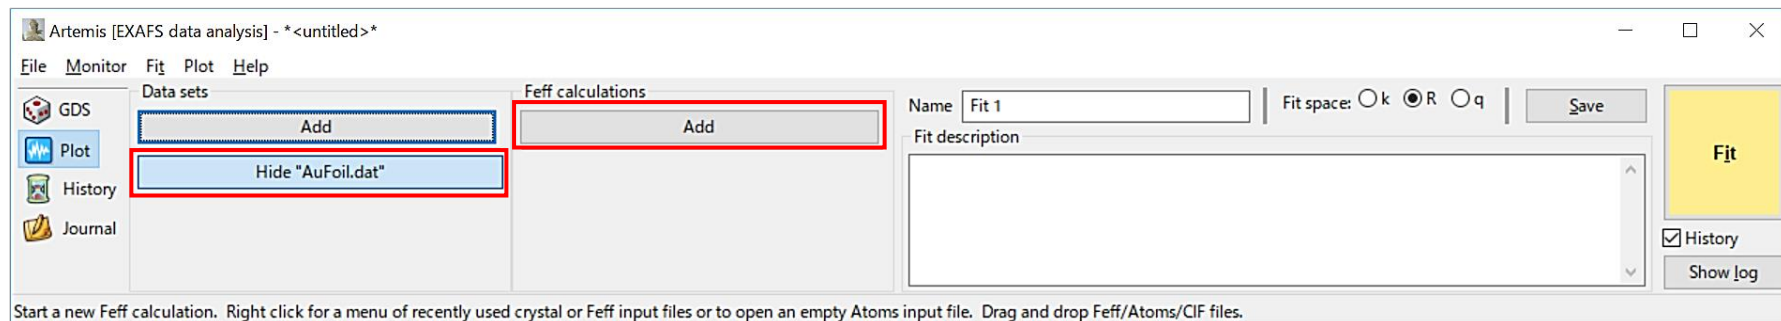 Artemis [EXAFS data analysis] - *<untitled>*
File Monitor Fit Plot Help
GDS
Plot
History
Journal
Data sets
Add
Hide "AuFoil.dat"
Feff calculations
Add
Name Fit 1
Fit space: k R q
Save
Fit description
Fit
History
Show log
Start a new Feff calculation. Right click for a menu of recently used crystal or Feff input files or to open an empty Atoms input file. Drag and drop Feff/Atoms/CIF files.